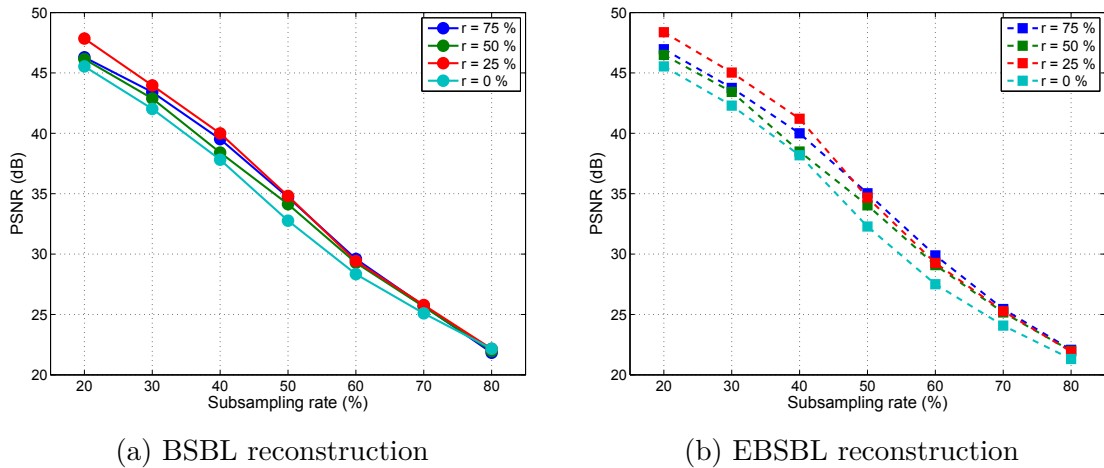 50
45
40
35
30
25
20
PSNR (dB)
20 30 40 50 60 70 80
Subsampling rate (%)
r = 75 %
r = 50 %
r = 25 %
r = 0 %
(a) BSBL reconstruction
50
45
40
35
30
25
20
PSNR (dB)
20 30 40 50 60 70 80
Subsampling rate (%)
r = 75 %
r = 50 %
r = 25 %
r = 0 %
(b) EBSBL reconstruction